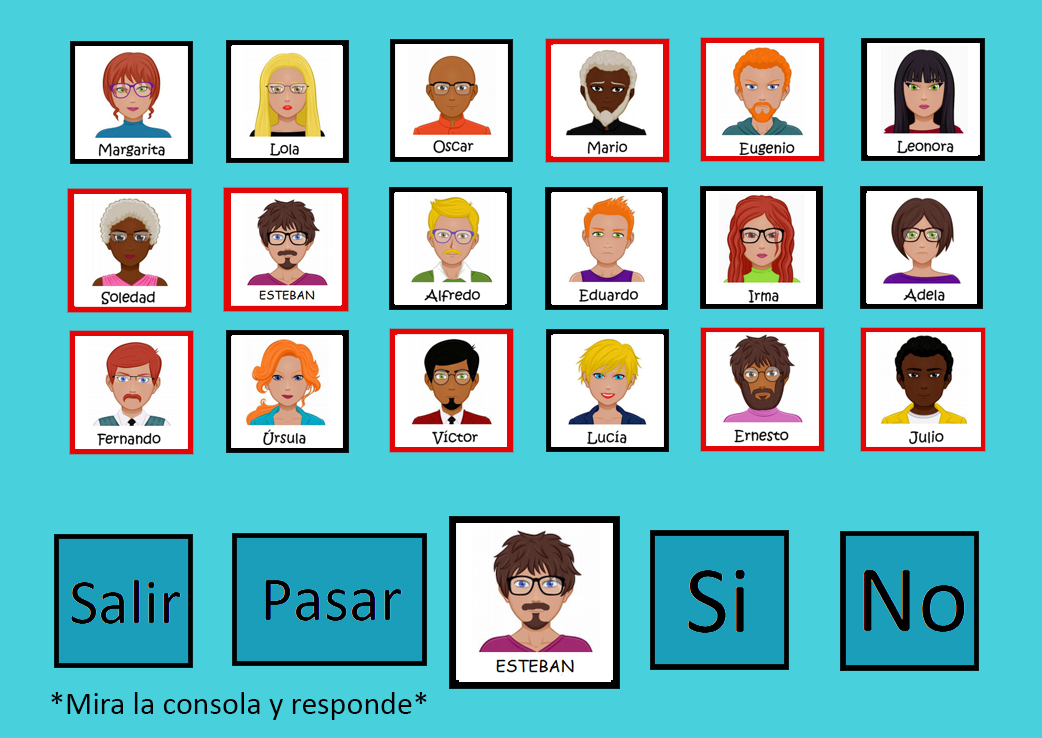 Margarita
Lola
Oscar
Mario
Eugenio
Leonora
Soledad
ESTEBAN
Alfredo
Eduardo
Irma
Adela
Fernando
Úrsula
Víctor
Lucía
Ernesto
Julio
Salir
Pasar
ESTEBAN
Si
No
*Mira la consola y responde*